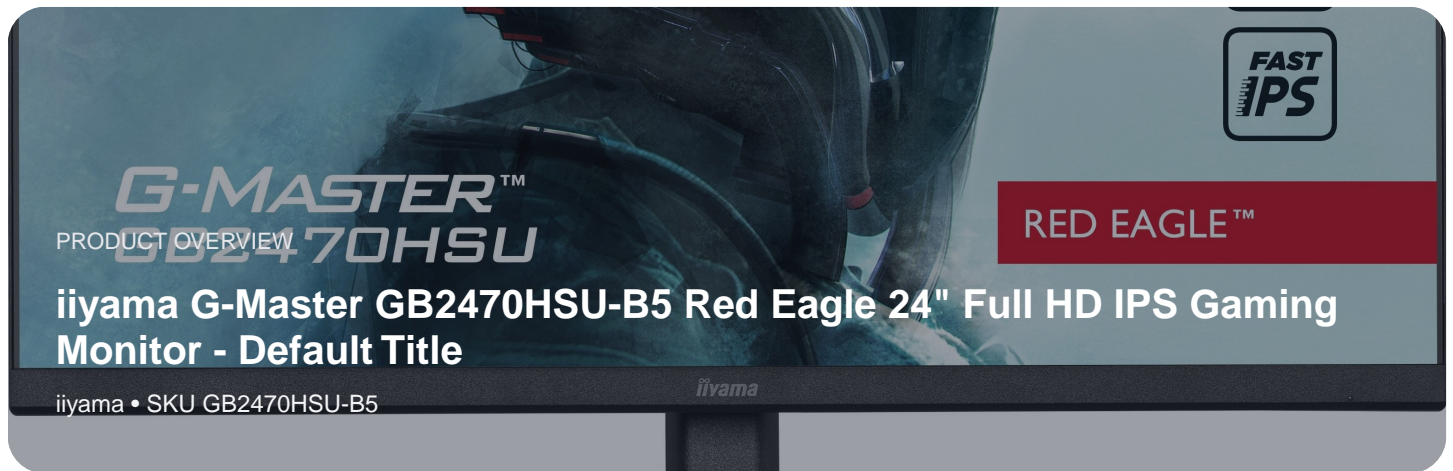 FAST
IPS
G-MASTER™
GB2470HSU
RED EAGLE™
PRODUCT OVERVIEW
iiyama G-Master GB2470HSU-B5 Red Eagle 24" Full HD IPS Gaming
Monitor - Default Title
iiyama
iiyama • SKU GB2470HSU-B5